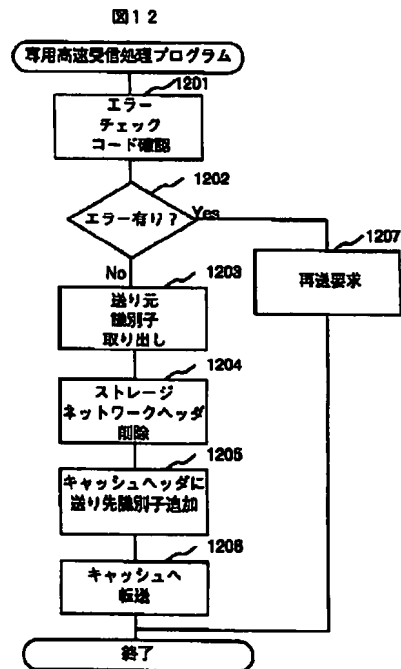 図12
専用高速受信処理プログラム
1201
エラー
チェック
コード確認
1202
エラー有り?
Yes
1207
再送要求
No
1203
送り元
識別子
取り出し
1204
ストレージ
ネットワークヘッダ
削除
1205
キャッシュヘッダに
送り先識別子追加
1206
キャッシュへ
転送
終了